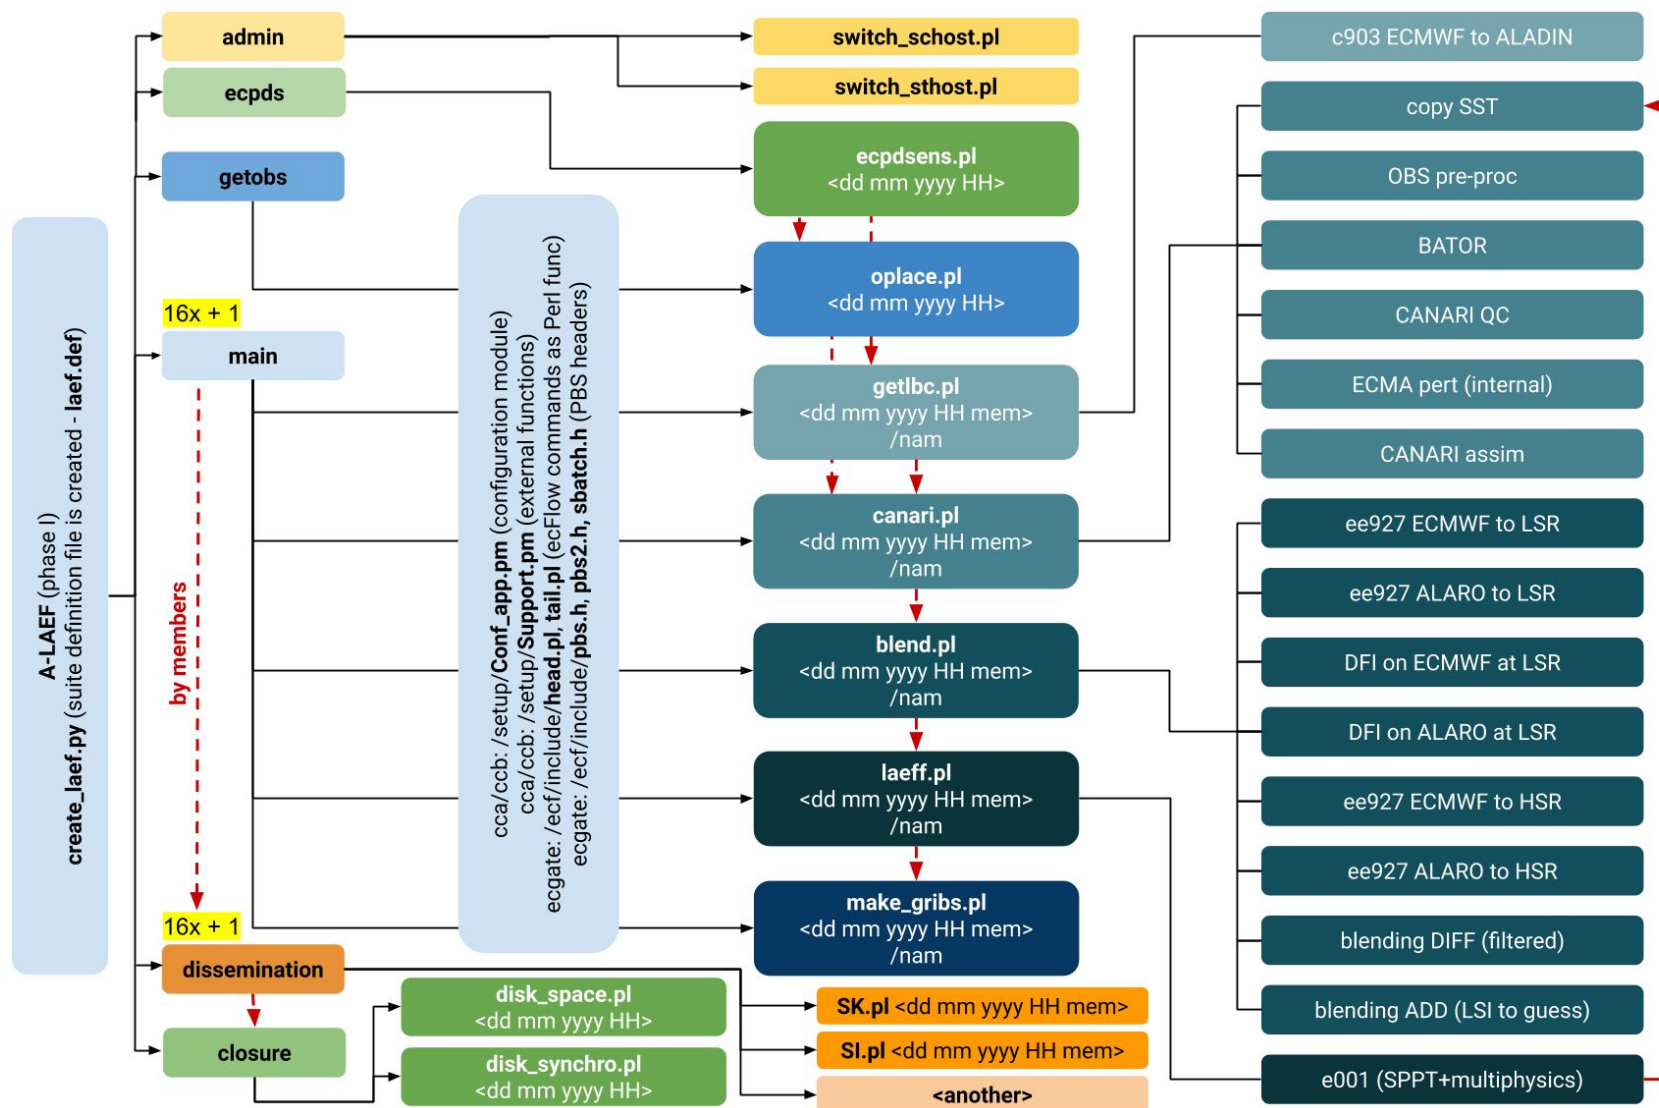 A-LAEF (phase I)
create_laef.py (suite definition file is created - laef.def)
admin
ecpds
getobs
16x + 1
main
by members
16x + 1
dissemination
closure
cca/ccb: /setup/Conf_app.pm (configuration module)
cca/ccb: /setup/Support.pm (external functions)
ecgate: /ecf/include/head.pl, tail.pl (ecFlow commands as Perl func)
ecgate: /ecf/include/pbs.h, pbs2.h, sbatch.h (PBS headers)
disk_space.pl
<dd mm yyyy HH>
disk_synchro.pl
<dd mm yyyy HH>
switch_schost.pl
switch_sthost.pl
ecpdsens.pl
<dd mm yyyy HH>
oplace.pl
<dd mm yyyy HH>
getlbc.pl
<dd mm yyyy HH mem>
/nam
canari.pl
<dd mm yyyy HH mem>
/nam
blend.pl
<dd mm yyyy HH mem>
/nam
laeff.pl
<dd mm yyyy HH mem>
/nam
make_gribs.pl
<dd mm yyyy HH mem>
/nam
SK.pl <dd mm yyyy HH mem>
SI.pl <dd mm yyyy HH mem>
<another>
c903 ECMWF to ALADIN
copy SST
OBS pre-proc
BATOR
CANARI QC
ECMA pert (internal)
CANARI assim
ee927 ECMWF to LSR
ee927 ALARO to LSR
DFI on ECMWF at LSR
DFI on ALARO at LSR
ee927 ECMWF to HSR
ee927 ALARO to HSR
blending DIFF (filtered)
blending ADD (LSI to guess)
e001 (SPPT+multiphysics)